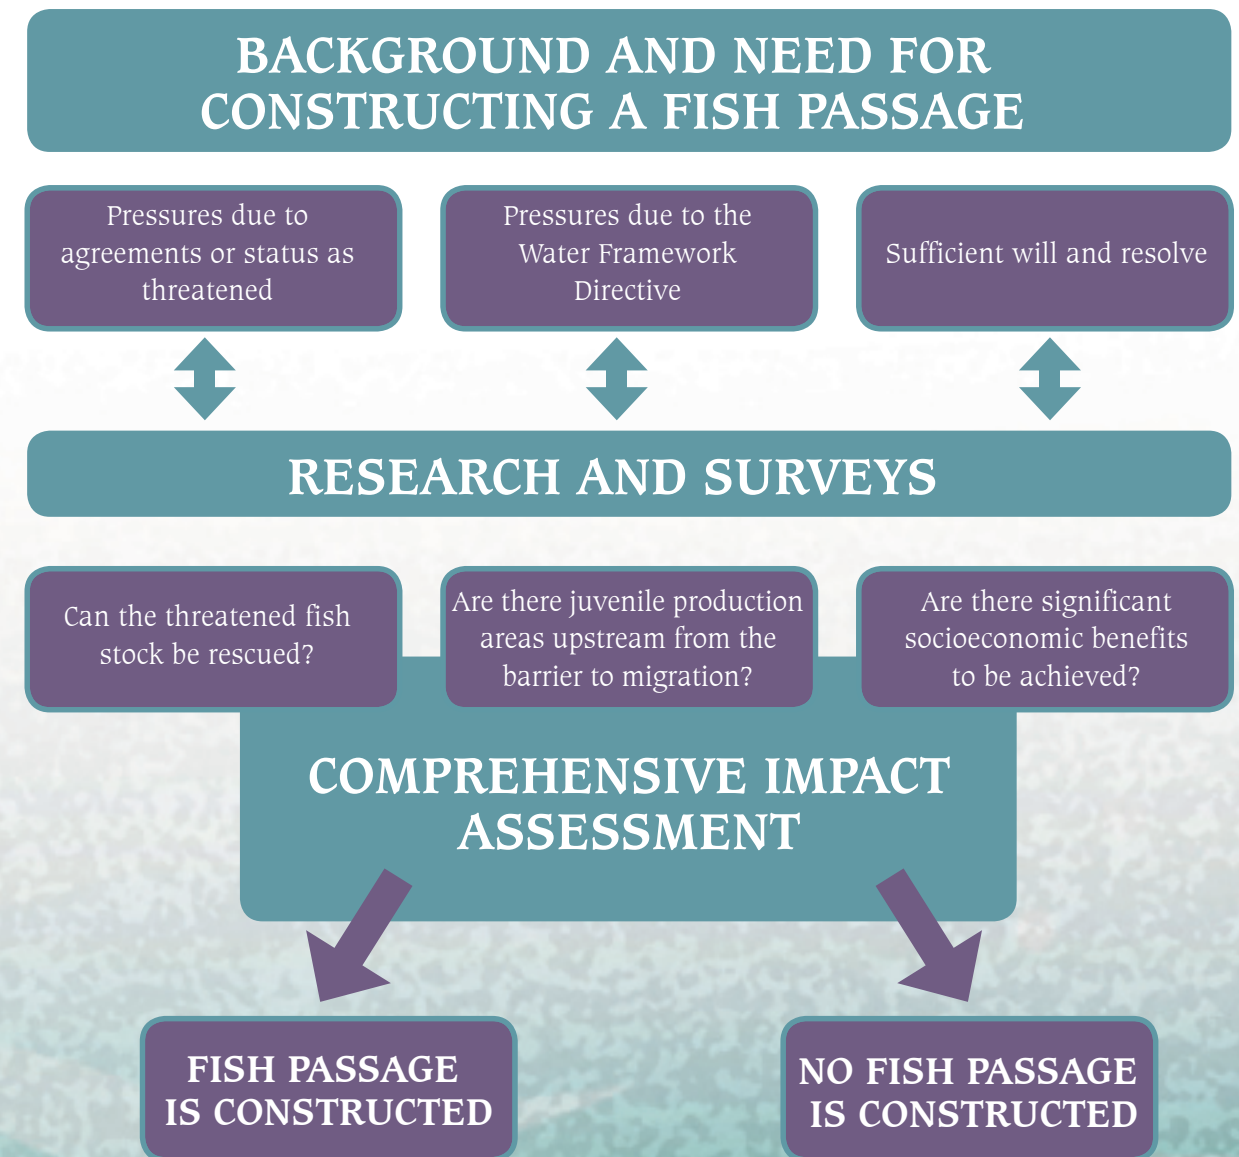 BACKGROUND AND NEED FOR
CONSTRUCTING A FISH PASSAGE
Pressures due to
agreements or status as
threatened
Pressures due to the
Water Framework
Directive
Sufficient will and resolve
RESEARCH AND SURVEYS
Can the threatened fish
stock be rescued?
Are there juvenile production
areas upstream from the
barrier to migration?
Are there significant
socioeconomic benefits
to be achieved?
COMPREHENSIVE IMPACT
ASSESSMENT
FISH PASSAGE
IS CONSTRUCTED
NO FISH PASSAGE
IS CONSTRUCTED